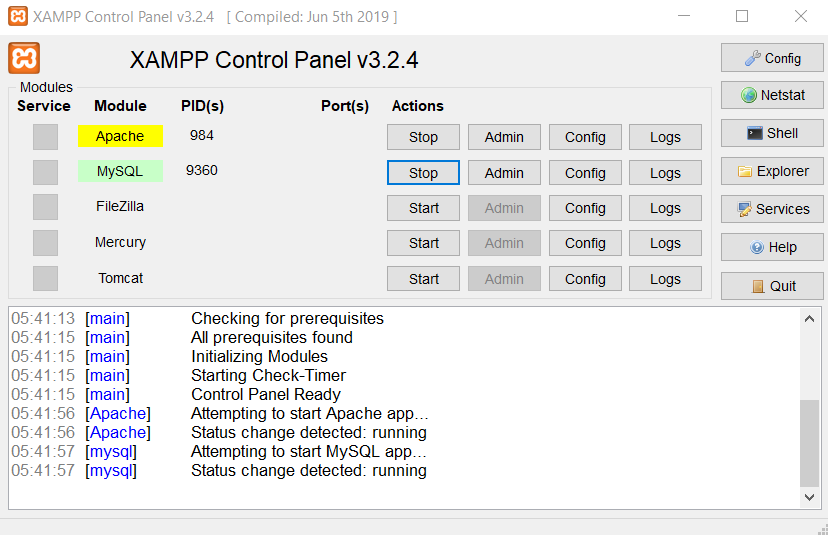 XAMPP Control Panel v3.2.4 [ Compiled: Jun 5th 2019 ]
XAMPP Control Panel v3.2.4
Config
Modules
Service Module PID(s) Port(s) Actions
Netstat
Apache 984 Stop Admin Config Logs
Shell
MySQL 9360 Stop Admin Config Logs
Explorer
FileZilla Start Admin Config Logs
Services
Mercury Start Admin Config Logs
Help
Tomcat Start Admin Config Logs
Quit
05:41:13 [main] Checking for prerequisites
05:41:15 [main] All prerequisites found
05:41:15 [main] Initializing Modules
05:41:15 [main] Starting Check-Timer
05:41:15 [main] Control Panel Ready
05:41:56 [Apache] Attempting to start Apache app...
05:41:56 [Apache] Status change detected: running
05:41:57 [mysql] Attempting to start MySQL app...
05:41:57 [mysql] Status change detected: running